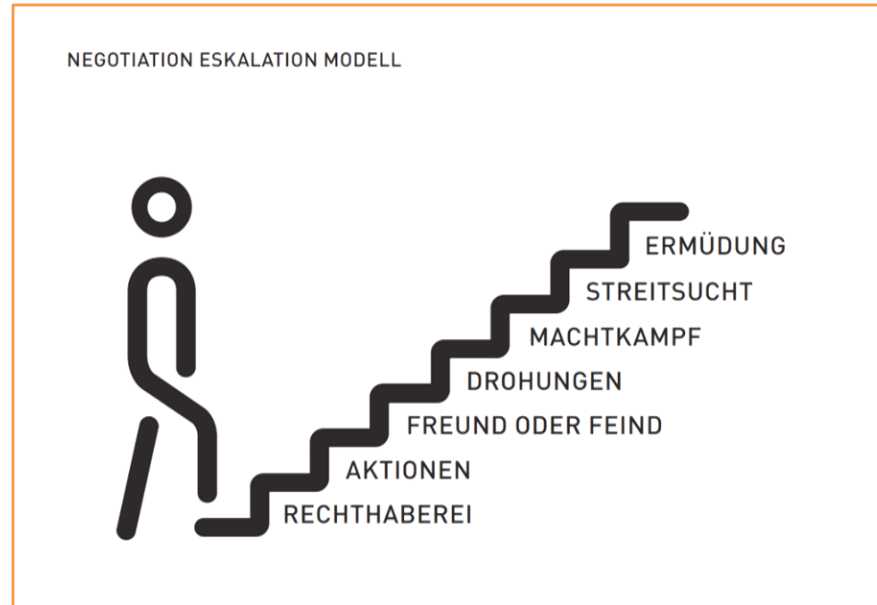 NEGOTIATION ESKALATION MODELL
ERMÜDUNG
STREITSUCHT
MACHTKAMPF
DROHUNGEN
FREUND ODER FEIND
AKTIONEN
RECHTHABEREI